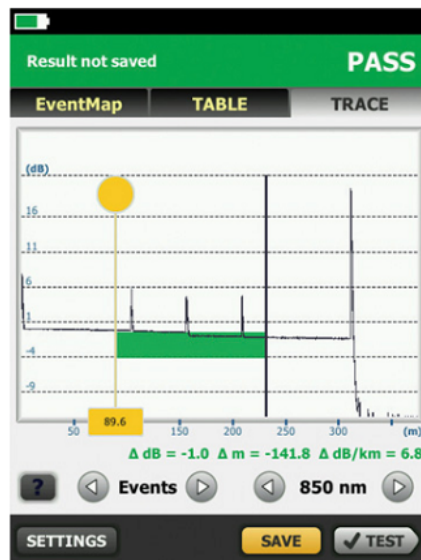 Result not saved PASS
EventMap TABLE TRACE
(dB)
16
11
6
1
-4
-9
89.6
50 150 200 250 300 350 (m)
Δ dB = -1.0 Δ m = -141.8 Δ dB/km = 6.8
? Events 850 nm
SETTINGS SAVE TEST